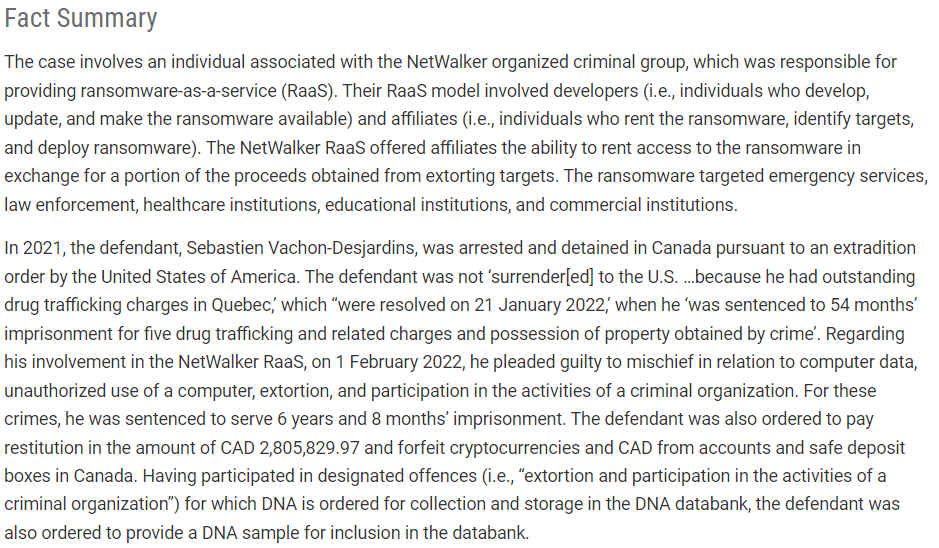 Fact Summary
The case involves an individual associated with the NetWalker organized criminal group, which was responsible for
providing ransomware-as-a-service (RaaS). Their RaaS model involved developers (i.e., individuals who develop,
update, and make the ransomware available) and affiliates (i.e., individuals who rent the ransomware, identify targets,
and deploy ransomware). The NetWalker RaaS offered affiliates the ability to rent access to the ransomware in
exchange for a portion of the proceeds obtained from extorting targets. The ransomware targeted emergency services,
law enforcement, healthcare institutions, educational institutions, and commercial institutions.
In 2021, the defendant, Sebastien Vachon-Desjardins, was arrested and detained in Canada pursuant to an extradition
order by the United States of America. The defendant was not ‘surrender[ed] to the U.S. …because he had outstanding
drug trafficking charges in Quebec,’ which “were resolved on 21 January 2022,’ when he ‘was sentenced to 54 months’
imprisonment for five drug trafficking and related charges and possession of property obtained by crime’. Regarding
his involvement in the NetWalker RaaS, on 1 February 2022, he pleaded guilty to mischief in relation to computer data,
unauthorized use of a computer, extortion, and participation in the activities of a criminal organization. For these
crimes, he was sentenced to serve 6 years and 8 months’ imprisonment. The defendant was also ordered to pay
restitution in the amount of CAD 2,805,829.97 and forfeit cryptocurrencies and CAD from accounts and safe deposit
boxes in Canada. Having participated in designated offences (i.e., “extortion and participation in the activities of a
criminal organization”) for which DNA is ordered for collection and storage in the DNA databank, the defendant was
also ordered to provide a DNA sample for inclusion in the databank.